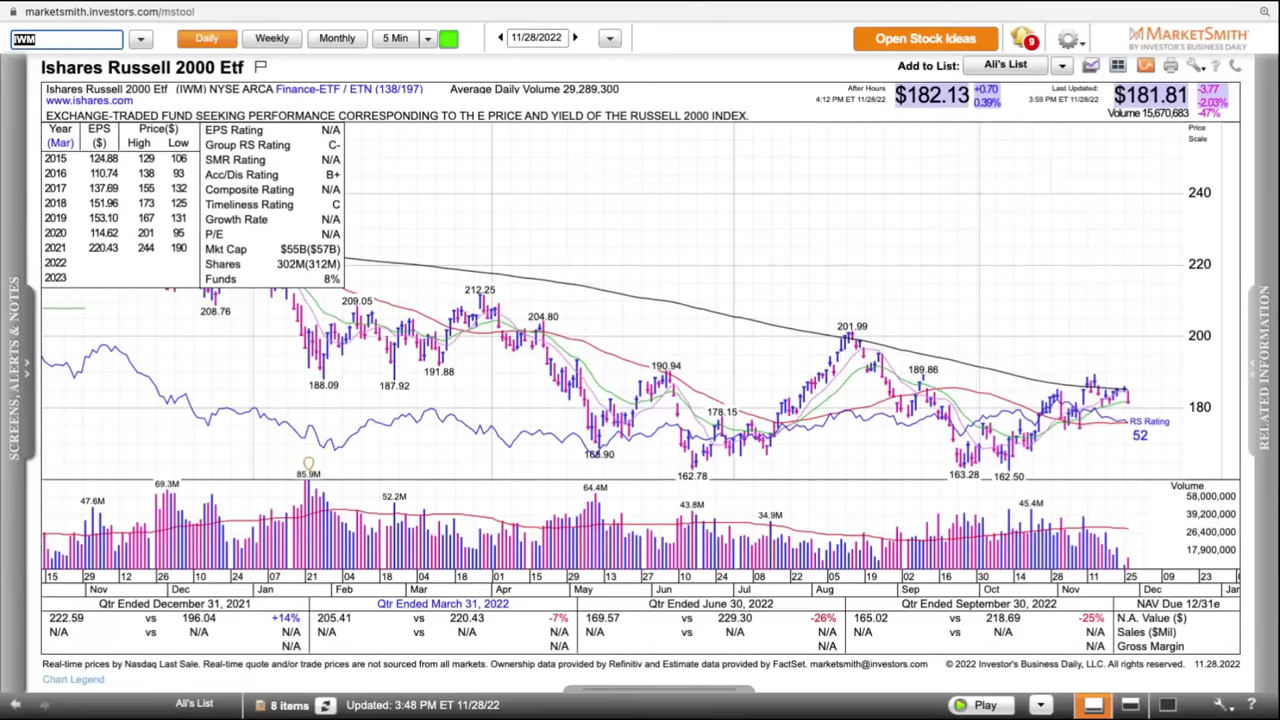 marketsmith.investors.com/mstool
IWM Daily Weekly Monthly 5 Min 11/28/2022 Open Stock Ideas 9 MARKETSMITH
BY INVESTOR'S BUSINESS DAILY
Ishares Russell 2000 Etf Add to List: Ali's List
Ishares Russell 2000 Etf (IWM) NYSE ARCA Finance-ETF / ETN (138/197) Average Daily Volume 29,289,300
www.ishares.com
After Hours
4:12 PM ET 11/28/22
$182.13 +0.70
0.39%
Last Updated:
3:59 PM ET 11/28/22
$181.81 -3.77
-2.03%
Volume 15,670,683 -47%
EXCHANGE-TRADED FUND SEEKING PERFORMANCE CORRESPONDING TO TH E PRICE AND YIELD OF THE RUSSELL 2000 INDEX.
Year EPS Price($)
(Mar) ($) High Low
2015 124.88 129 106
2016 110.74 138 93
2017 137.69 155 132
2018 151.96 173 125
2019 153.10 167 131
2020 114.62 201 95
2021 220.43 244 190
2022
2023
EPS Rating N/A
Group RS Rating C-
SMR Rating N/A
Acc/Dis Rating B+
Composite Rating N/A
Timeliness Rating C
Growth Rate N/A
P/E N/A
Mkt Cap $55B($57B)
Shares 302M(312M)
Funds 8%
Price
Scale
240
220
200
180
208.76
209.05
188.09
187.92
191.88
212.25
204.80
168.90
190.94
162.78
178.15
201.99
189.86
163.28
162.50
RS Rating
52
SCREENS, ALERTS & NOTES
RELATED INFORMATION
Volume
58,000,000
39,200,000
26,400,000
17,900,000
47.6M 69.3M 85.9M 52.2M 64.4M 43.8M 34.9M 45.4M
15 29 12 26 10 24 07 21 04 18 04 18 01 15 29 13 27 10 24 08 22 05 19 02 16 30 14 28 11 25 09 23 0
Nov Dec Jan Feb Mar Apr May Jun Jul Aug Sep Oct Nov Dec Jan
Qtr Ended December 31, 2021 Qtr Ended March 31, 2022 Qtr Ended June 30, 2022 Qtr Ended September 30, 2022 NAV Due 12/31e
222.59 vs 196.04 +14% 205.41 vs 220.43 -7% 169.57 vs 229.30 -26% 165.02 vs 218.69 -25% N.A. Value ($)
N/A vs N/A N/A N/A vs N/A N/A N/A vs N/A N/A N/A vs N/A N/A Sales ($Mil)
N/A N/A N/A N/A Gross Margin
Real-time prices by Nasdaq Last Sale. Real-time quote and/or trade prices are not sourced from all markets. Ownership data provided by Refinitiv and Estimate data provided by FactSet. marketsmith@investors.com © 2022 Investor's Business Daily, LLC. All rights reserved. 11.28.2022
Chart Legend
Ali's List 8 items Updated: 3:48 PM ET 11/28/22 Play